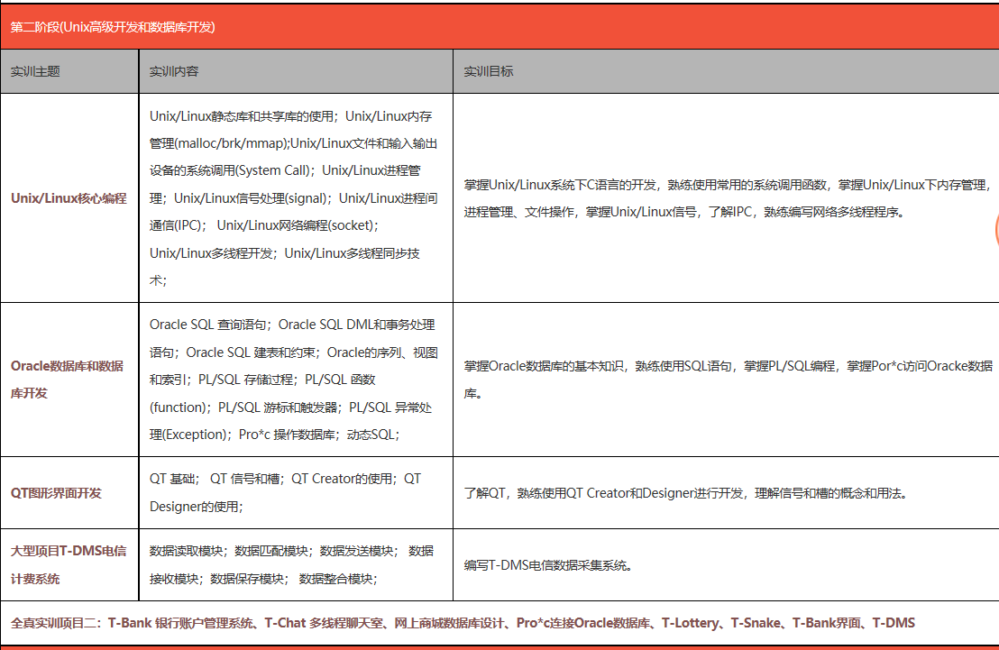 第二阶段(Unix高级开发和数据库开发)
实训主题
实训内容
实训目标
Unix/Linux核心编程
Unix/Linux静态库和共享库的使用；Unix/Linux内存
管理(malloc/brk/mmap);Unix/Linux文件和输入输出
设备的系统调用(System Call)；Unix/Linux进程管
理；Unix/Linux信号处理(signal)；Unix/Linux进程间
通信(IPC)； Unix/Linux网络编程(socket)；
Unix/Linux多线程开发；Unix/Linux多线程同步技
术；
掌握Unix/Linux系统下C语言的开发，熟练使用常用的系统调用函数，掌握Unix/Linux下内存管理，
进程管理、文件操作，掌握Unix/Linux信号，了解IPC，熟练编写网络多线程程序。
Oracle数据库和数据
库开发
Oracle SQL 查询语句；Oracle SQL DML和事务处理
语句；Oracle SQL 建表和约束；Oracle的序列、视图
和索引；PL/SQL 存储过程；PL/SQL 函数
(function)；PL/SQL 游标和触发器；PL/SQL 异常处
理(Exception)；Pro*c 操作数据库；动态SQL；
掌握Oracle数据库的基本知识，熟练使用SQL语句，掌握PL/SQL编程，掌握Por*c访问Oracke数据
库。
QT图形界面开发
QT 基础； QT 信号和槽；QT Creator的使用；QT
Designer的使用；
了解QT，熟练使用QT Creator和Designer进行开发，理解信号和槽的概念和用法。
大型项目T-DMS电信
计费系统
数据读取模块；数据匹配模块；数据发送模块； 数据
接收模块；数据保存模块； 数据整合模块；
编写T-DMS电信数据采集系统。
全真实训项目二：T-Bank 银行账户管理系统、T-Chat 多线程聊天室、网上商城数据库设计、Pro*c连接Oracle数据库、T-Lottery、T-Snake、T-Bank界面、T-DMS